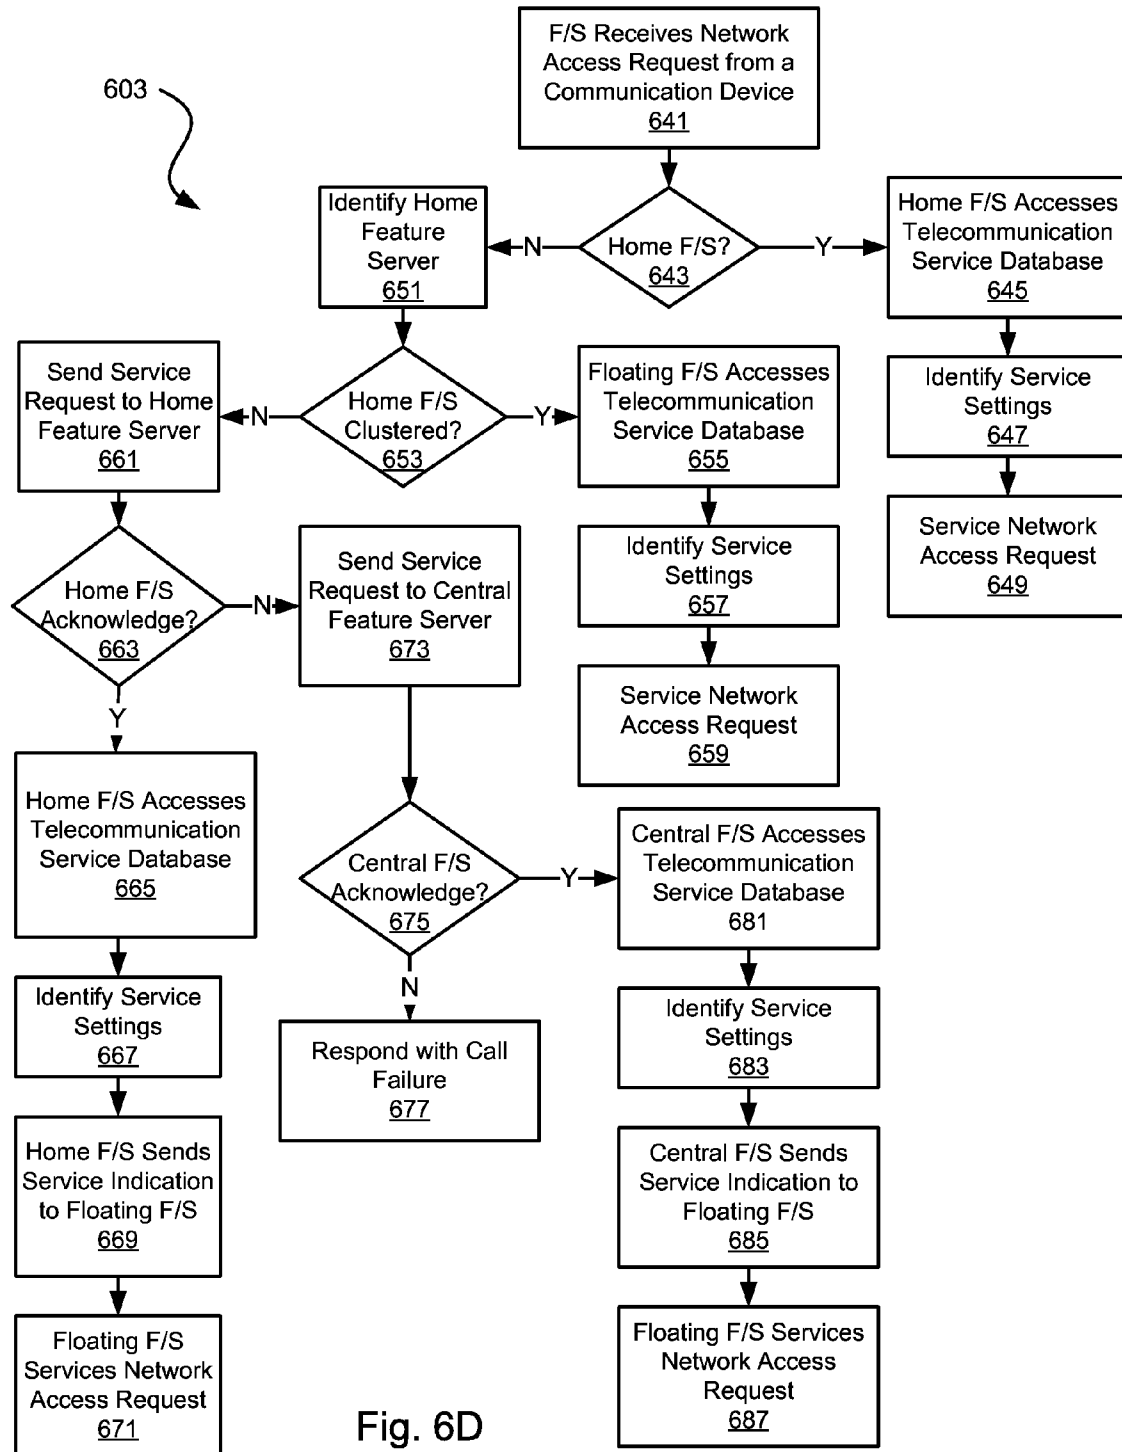 603
F/S Receives Network
Access Request from a
Communication Device
641
Home F/S?
643
N
Y
Home F/S Accesses
Telecommunication
Service Database
645
Identify Service
Settings
647
Service Network
Access Request
649
Identify Home
Feature
Server
651
Home F/S
Clustered?
653
N
Y
Floating F/S Accesses
Telecommunication
Service Database
655
Identify Service
Settings
657
Service Network
Access Request
659
Send Service
Request to Home
Feature Server
661
Home F/S
Acknowledge?
663
N
Y
Home F/S Accesses
Telecommunication
Service Database
665
Identify Service
Settings
667
Home F/S Sends
Service Indication
to Floating F/S
669
Floating F/S
Services Network
Access Request
671
Send Service
Request to Central
Feature Server
673
Central F/S
Acknowledge?
675
Y
N
Respond with Call
Failure
677
Central F/S Accesses
Telecommunication
Service Database
681
Identify Service
Settings
683
Central F/S Sends
Service Indication to
Floating F/S
685
Floating F/S Services
Network Access
Request
687
Fig. 6D